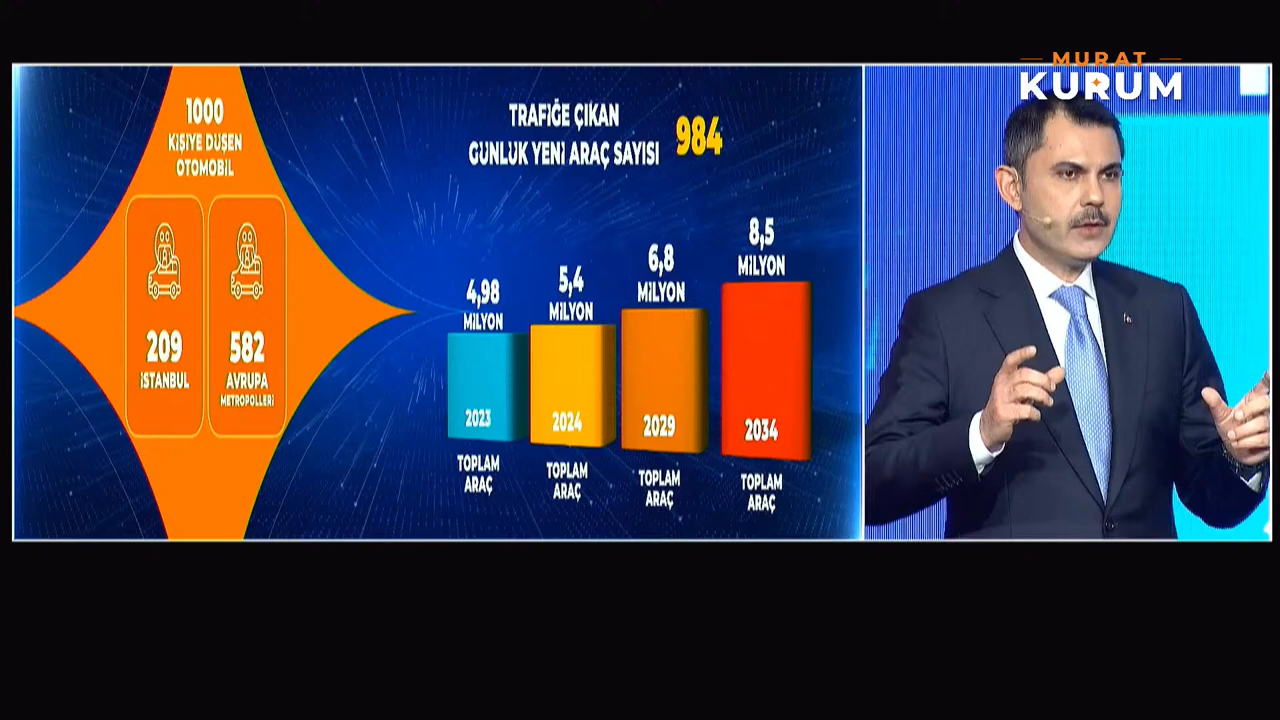 MURAT
KURUM
1000
KİŞİYE DÜŞEN
OTOMOBİL
209
İSTANBUL
582
AVRUPA
METROPOLLERİ
TRAFİĞE ÇIKAN
GÜNLÜK YENİ ARAÇ SAYISI
984
4,98
MİLYON
2023
TOPLAM
ARAÇ
5,4
MİLYON
2024
TOPLAM
ARAÇ
6,8
MİLYON
2029
TOPLAM
ARAÇ
8,5
MİLYON
2034
TOPLAM
ARAÇ